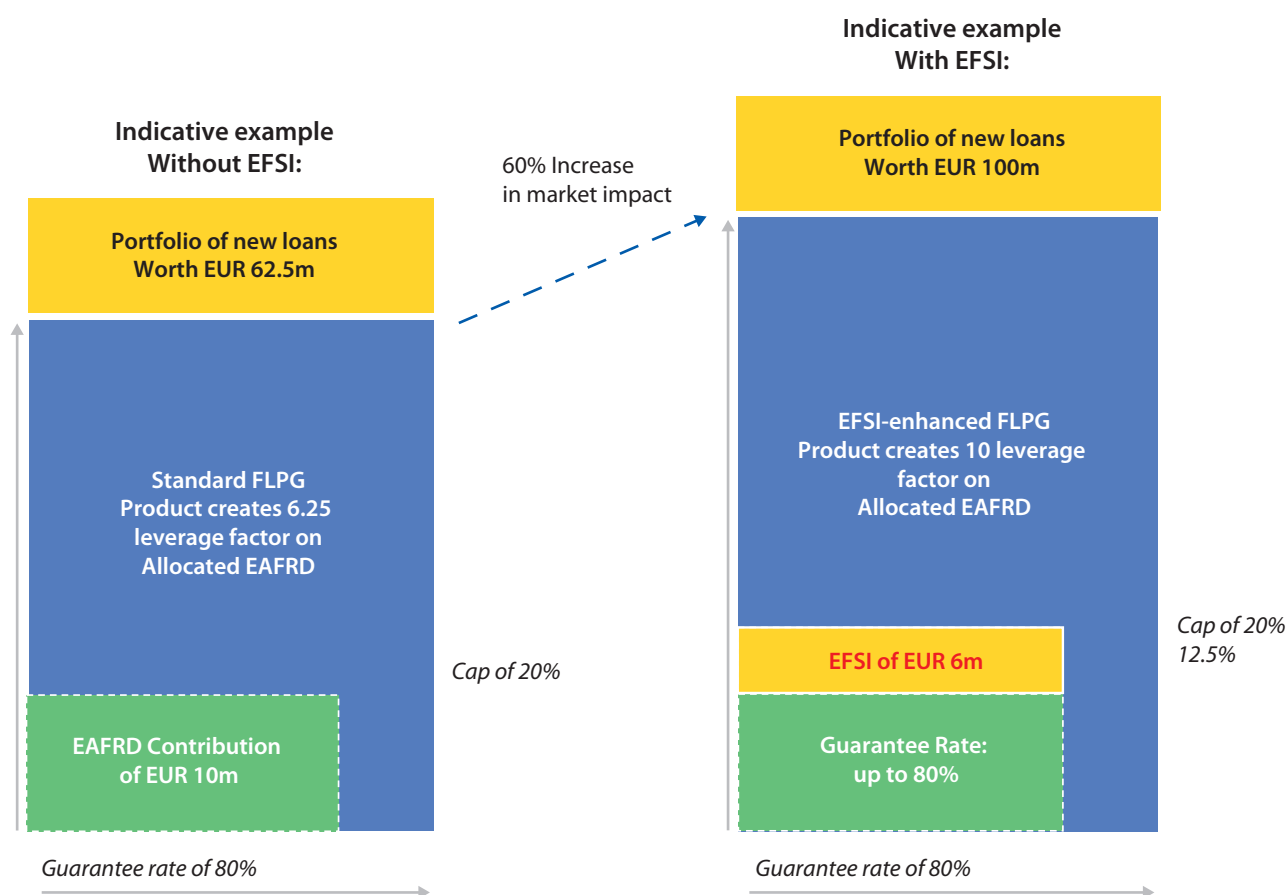 Indicative example
Without EFSI:
Portfolio of new loans
Worth EUR 62.5m
Standard FLPG
Product creates 6.25
leverage factor on
Allocated EAFRD
Cap of 20%
EAFRD Contribution
of EUR 10m
Guarantee rate of 80%
60% Increase
in market impact
Indicative example
With EFSI:
Portfolio of new loans
Worth EUR 100m
EFSI-enhanced FLPG
Product creates 10 leverage
factor on
Allocated EAFRD
Cap of 20%
12.5%
EFSI of EUR 6m
Guarantee Rate:
up to 80%
Guarantee rate of 80%